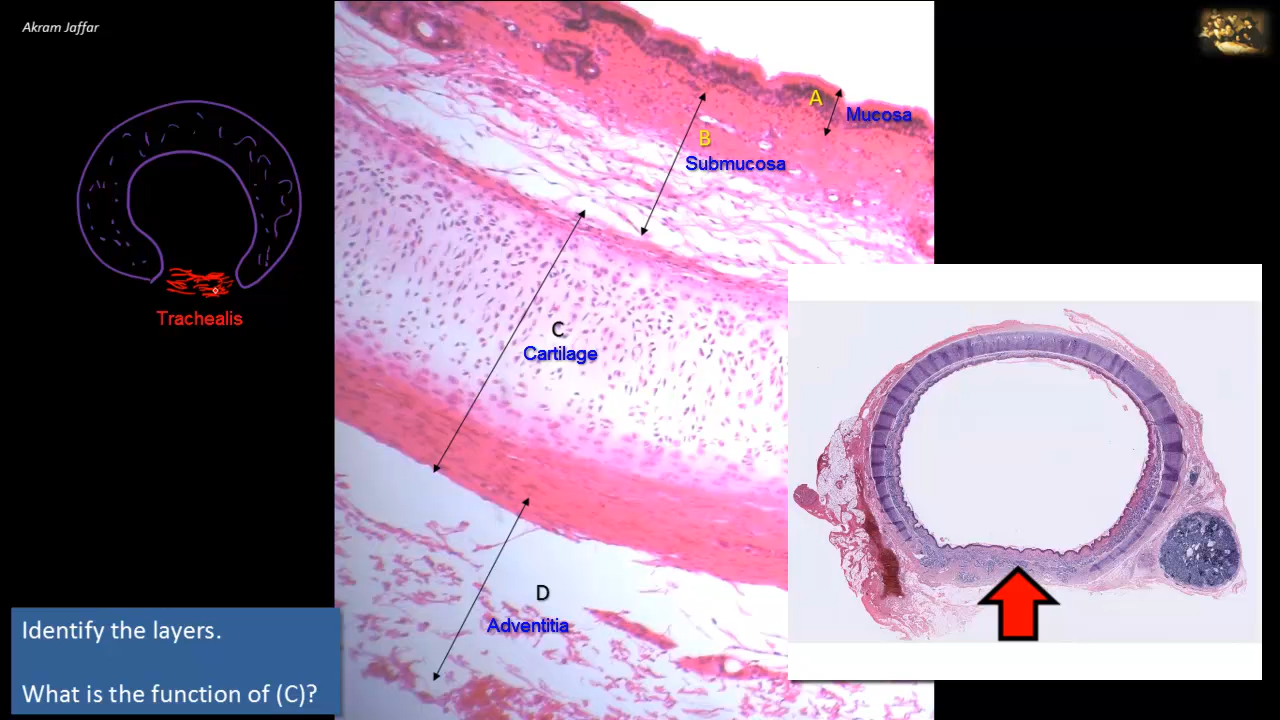 Akram Jaffar
A
Mucosa
B
Submucosa
Trachealis
C
Cartilage
D
Adventitia
Identify the layers.
What is the function of (C)?